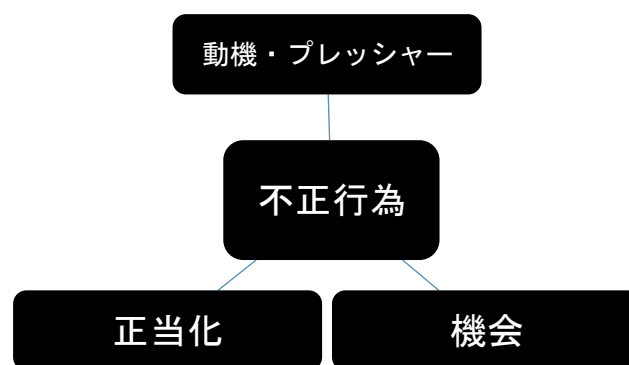 動機・プレッシャー
不正行為
正当化
機会